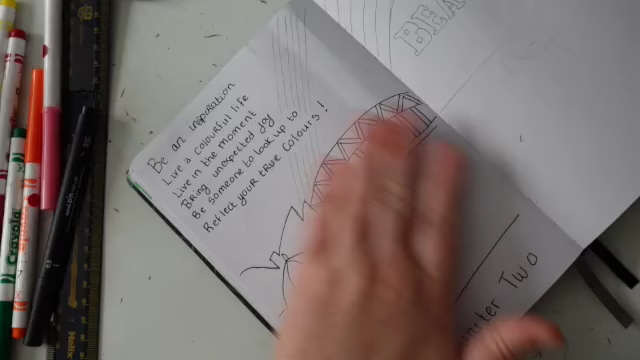 Be an inspiration
Live a colourful life
Live in the moment
Bring unexpected joy
Be someone to look up to
Reflect your true colours!
BEA
Two
Crayola